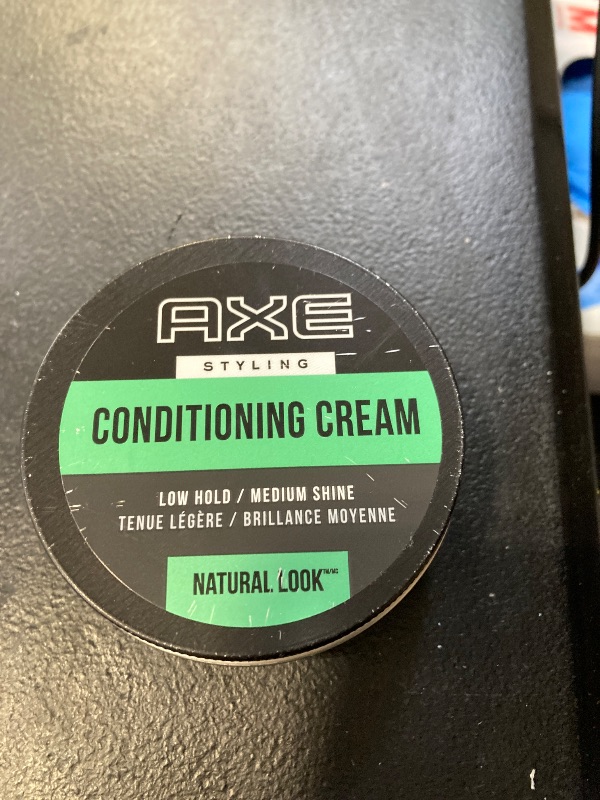 AXE
STYLING
CONDITIONING CREAM
LOW HOLD / MEDIUM SHINE
TENUE LÉGÈRE / BRILLANCE MOYENNE
NATURAL LOOK™/MC
M